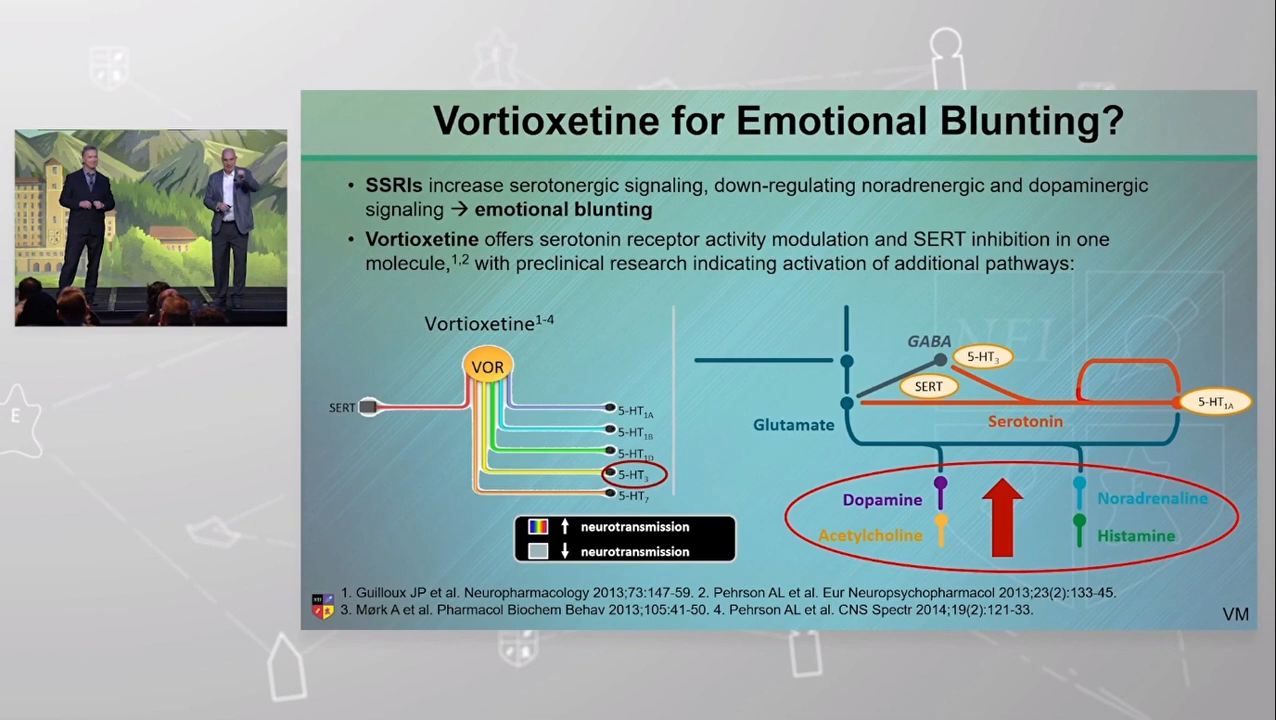 Vortioxetine for Emotional Blunting?
• SSRIs increase serotonergic signaling, down-regulating noradrenergic and dopaminergic
signaling → emotional blunting
• Vortioxetine offers serotonin receptor activity modulation and SERT inhibition in one
molecule,1,2 with preclinical research indicating activation of additional pathways:
Vortioxetine1-4
VOR
SERT
5-HT1A
5-HT1B
5-HT1D
5-HT3
5-HT7
↑ neurotransmission
↓ neurotransmission
GABA
5-HT3
SERT
5-HT1A
Glutamate
Serotonin
Dopamine
Noradrenaline
Acetylcholine
Histamine
1. Guilloux JP et al. Neuropharmacology 2013;73:147-59. 2. Pehrson AL et al. Eur Neuropsychopharmacol 2013;23(2):133-45.
3. Mørk A et al. Pharmacol Biochem Behav 2013;105:41-50. 4. Pehrson AL et al. CNS Spectr 2014;19(2):121-33.
VM
NEI
E